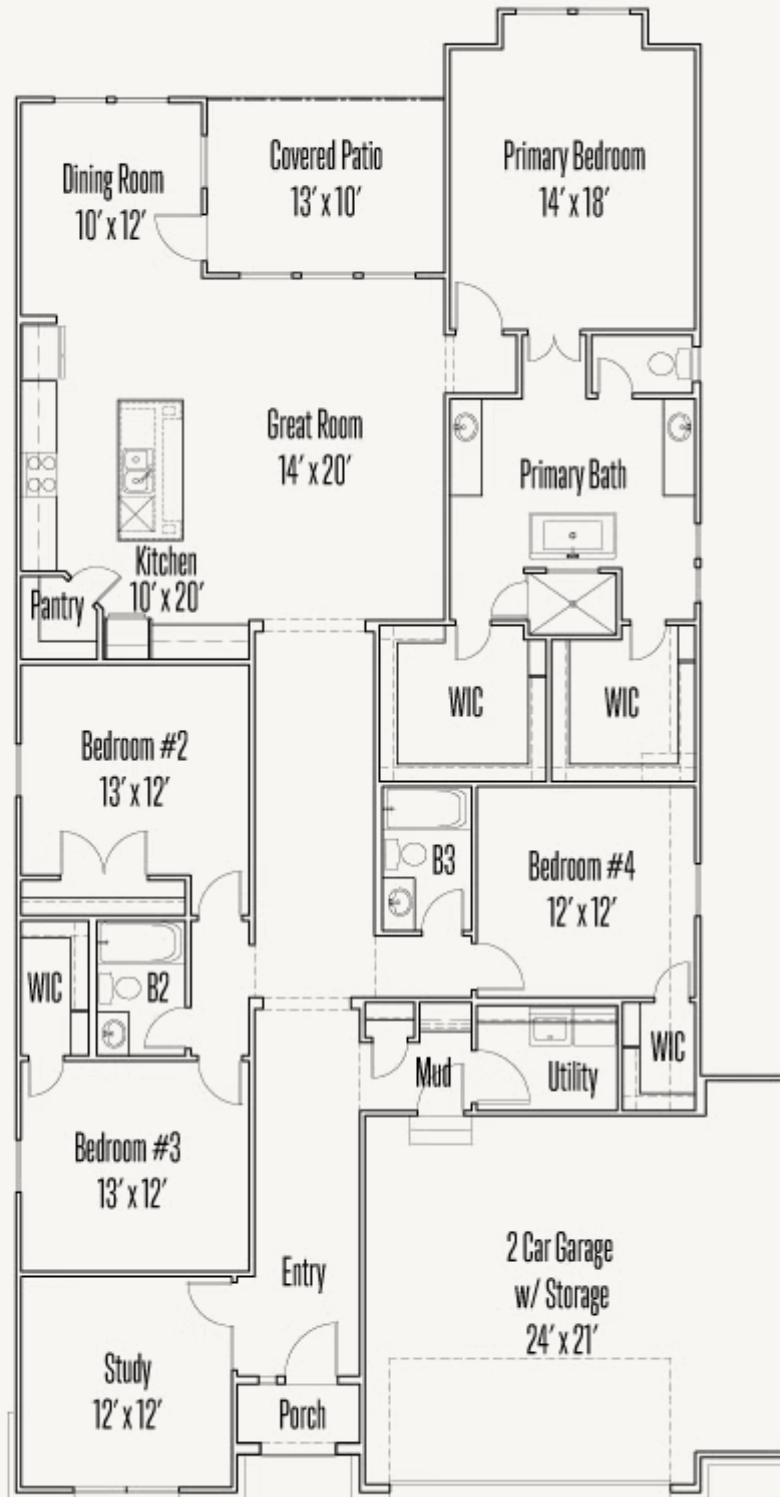 Dining Room
10' x 12'
Covered Patio
13' x 10'
Primary Bedroom
14' x 18'
Great Room
14' x 20'
Primary Bath
Kitchen
10' x 20'
Pantry
WIC
WIC
Bedroom #2
13' x 12'
B3
Bedroom #4
12' x 12'
WIC
B2
WIC
Mud
Utility
Bedroom #3
13' x 12'
Entry
2 Car Garage
w/ Storage
24' x 21'
Study
12' x 12'
Porch